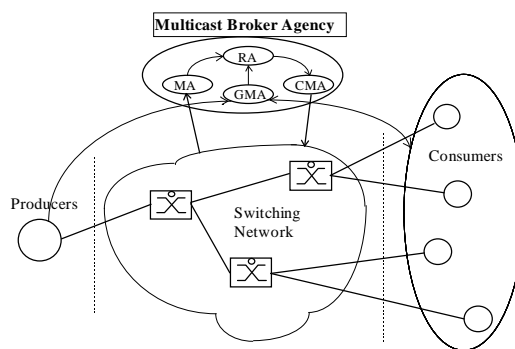 Multicast Broker Agency
RA
MA
GMA
CMA
Consumers
Producers
Switching
Network